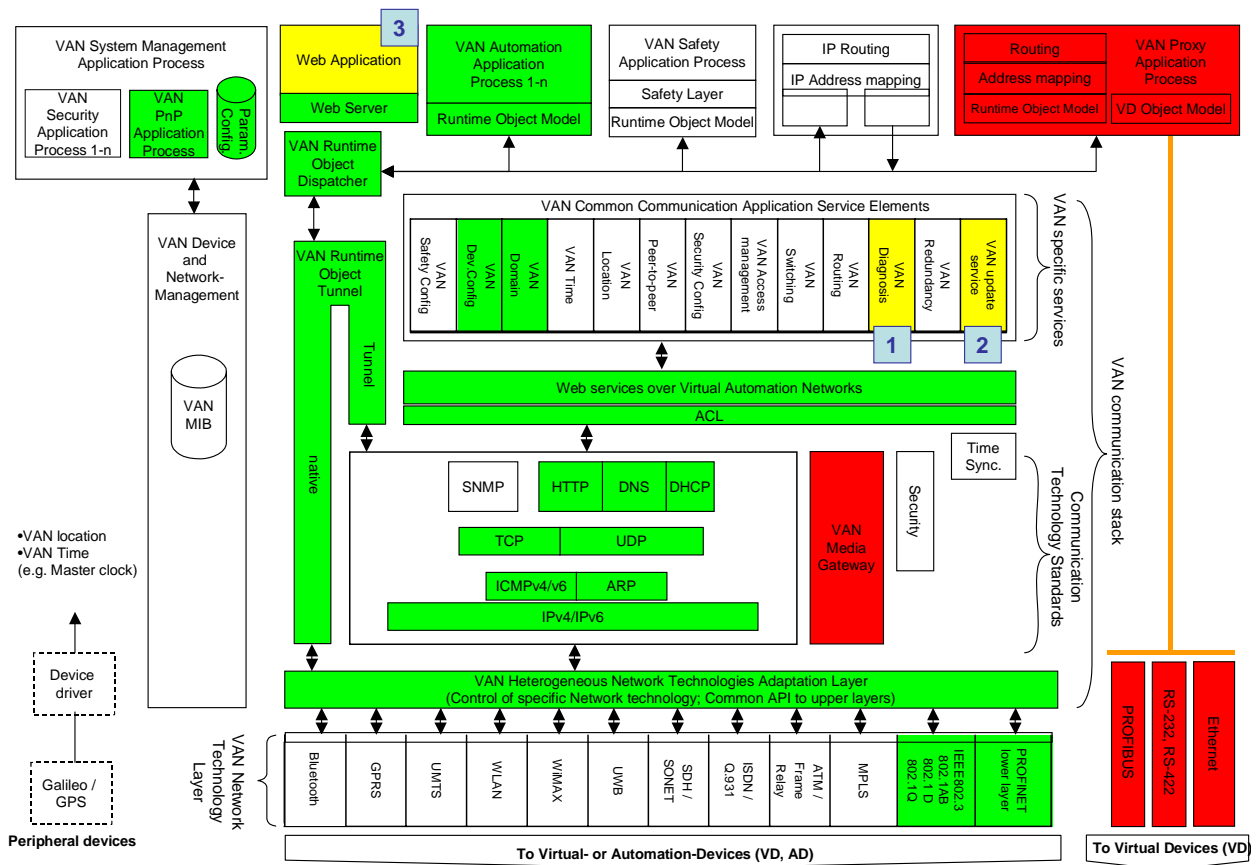 VAN System Management
Application Process
VAN
Security
Application
Process 1-n
VAN
PnP
Application
Process
Param.
Config.
3
Web Application
Web Server
VAN Automation
Application
Process 1-n
Runtime Object Model
VAN Safety
Application Process
Safety Layer
Runtime Object Model
IP Routing
IP Address mapping
Routing
Address mapping
Runtime Object Model
VAN Proxy
Application
Process
VD Object Model
VAN Runtime
Object
Dispatcher
VAN Common Communication Application Service Elements
VAN
Safety Config
VAN
Dev.Config
VAN
Domain
VAN Time
VAN
Location
VAN
Peer-to-peer
VAN
Security Config
VAN Access
management
VAN
Switching
VAN
Routing
VAN
Diagnosis
VAN
Redundancy
VAN update
service
1
2
VAN specific services
VAN Device
and
Network-
Management
VAN
MIB
VAN Runtime
Object
Tunnel
Tunnel
native
Web services over Virtual Automation Networks
ACL
SNMP
HTTP
DNS
DHCP
TCP
UDP
ICMPv4/v6
ARP
IPv4/IPv6
VAN
Media
Gateway
Security
Time
Sync.
Communication
Technology Standards
VAN communication stack
•VAN location
•VAN Time
(e.g. Master clock)
Device
driver
Galileo /
GPS
Peripheral devices
VAN Heterogeneous Network Technologies Adaptation Layer
(Control of specific Network technology; Common API to upper layers)
VAN Network
Technology
Layer
Bluetooth
GPRS
UMTS
WLAN
WiMAX
UWB
SDH /
SONET
ISDN /
Q.931
ATM /
Frame
Relay
MPLS
IEEE802.3
802.1AB
802.1 D
802.1Q
PROFINET
lower layer
PROFIBUS
RS-232, RS-422
Ethernet
To Virtual- or Automation-Devices (VD, AD)
To Virtual Devices (VD)